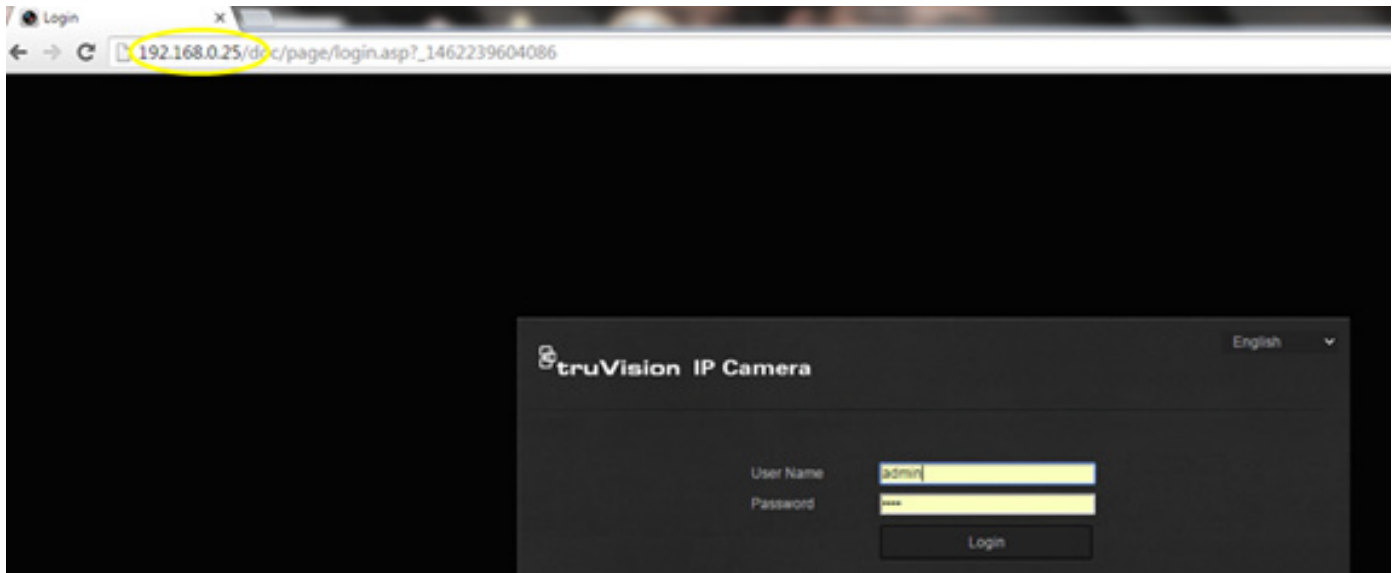 Login
192.168.0.25/doc/page/login.asp?_1462239604086
English
truVision IP Camera
User Name
admin
Password
Login